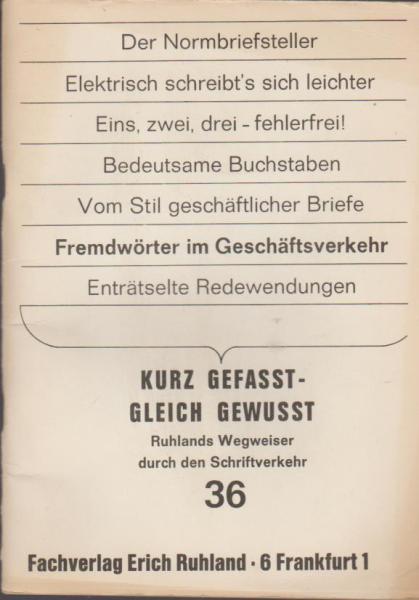 Der Normbriefsteller
Elektrisch schreibt's sich leichter
Eins, zwei, drei – fehlerfrei!
Bedeutsame Buchstaben
Vom Stil geschäftlicher Briefe
Fremdwörter im Geschäftsverkehr
Enträtselte Redewendungen
KURZ GEFASST-
GLEICH GEWUSST
Ruhlands Wegweiser
durch den Schriftverkehr
36
Fachverlag Erich Ruhland · 6 Frankfurt 1